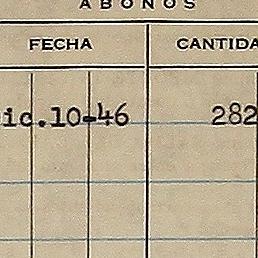 ABONOS
FECHA CANTIDA
ic.10-46 282